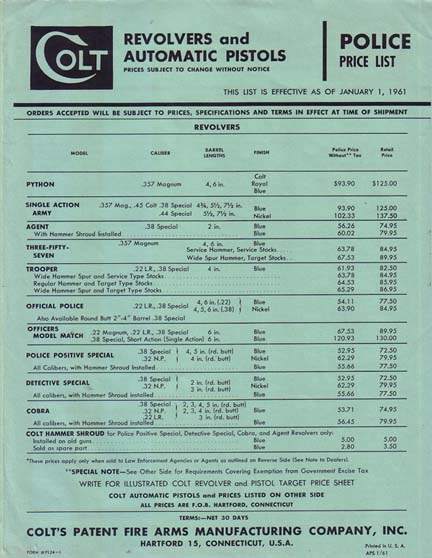 COLT
REVOLVERS and
AUTOMATIC PISTOLS
PRICES SUBJECT TO CHANGE WITHOUT NOTICE
POLICE
PRICE LIST
THIS LIST IS EFFECTIVE AS OF JANUARY 1, 1961
ORDERS ACCEPTED WILL BE SUBJECT TO PRICES, SPECIFICATIONS AND TERMS IN EFFECT AT TIME OF SHIPMENT
REVOLVERS
MODEL CALIBER BARREL LENGTHS FINISH Police Price Without** Tax Retail Price
PYTHON .357 Magnum 4, 6 in. Colt Royal Blue $93.90 $125.00
SINGLE ACTION ARMY .357 Mag., .45 Colt .38 Special 4¾, 5½, 7½ in. Blue 93.90 125.00
.44 Special 5½, 7½ in. Nickel 102.33 137.50
AGENT .38 Special 2 in. Blue 56.26 74.95
With Hammer Shroud Installed Blue 60.02 79.95
THREE-FIFTY-SEVEN .357 Magnum 4, 6 in. Blue
Service Hammer, Service Stocks 63.78 84.95
Wide Spur Hammer, Target Stocks 67.53 89.95
TROOPER .22 LR, .38 Special 4 in. Blue 61.93 82.50
Wide Hammer Spur and Service Type Stocks 63.78 84.95
Regular Hammer and Target Type Stocks 64.53 85.95
Wide Hammer Spur and Target Type Stocks 65.29 86.95
OFFICIAL POLICE .22 LR, .38 Special 4, 6 in. (.22) Blue 54.11 77.50
4, 5, 6 in. (.38) Nickel 63.90 84.95
Also Available Round Butt 2"-4" Barrel .38 Special
OFFICERS MODEL MATCH .22 Magnum, .22 LR, .38 Special 6 in. Blue 67.53 89.95
.38 Special, Short Action (Single Action) 6 in. Blue 120.93 130.00
POLICE POSITIVE SPECIAL .38 Special 4, 5 in. (rd. butt) Blue 52.95 72.50
.32 N.P. 4 in. (rd. butt) Nickel 62.29 79.95
All Calibers, with Hammer Shroud Installed Blue 55.66 77.50
DETECTIVE SPECIAL .38 Special 2 in. (rd. butt) Blue 52.95 72.50
.32 N.P. 3 in. (rd. butt) Nickel 62.29 79.95
All calibers, with Hammer Shroud Installed Blue 55.66 77.50
COBRA .38 Special 2, 3, 4, 5 in. (rd. butt)
.32 N.P. 2, 3, 4 in. (rd. butt) Blue 53.71 74.95
.22 LR. 3 in. (rd. butt)
All calibers, with Hammer Shroud Installed Blue 56.45 79.95
COLT HAMMER SHROUD for Police Positive Special, Detective Special, Cobra, and Agent Revolvers only:
Installed on old guns Blue 5.00 5.00
Sold as spare part Blue 2.80 3.50
*These prices apply only when sold to Law Enforcement Agencies or Agents as outlined on Reverse Side (See Note to Dealers).
**SPECIAL NOTE—See Other Side for Requirements Covering Exemption from Government Excise Tax
WRITE FOR ILLUSTRATED COLT REVOLVER and PISTOL TARGET PRICE SHEET
COLT AUTOMATIC PISTOLS and PRICES LISTED ON OTHER SIDE
ALL PRICES ARE F.O.B. HARTFORD, CONNECTICUT
TERMS:—NET 30 DAYS
COLT'S PATENT FIRE ARMS MANUFACTURING COMPANY, INC.
HARTFORD 15, CONNECTICUT, U.S.A.
Printed in U. S. A.